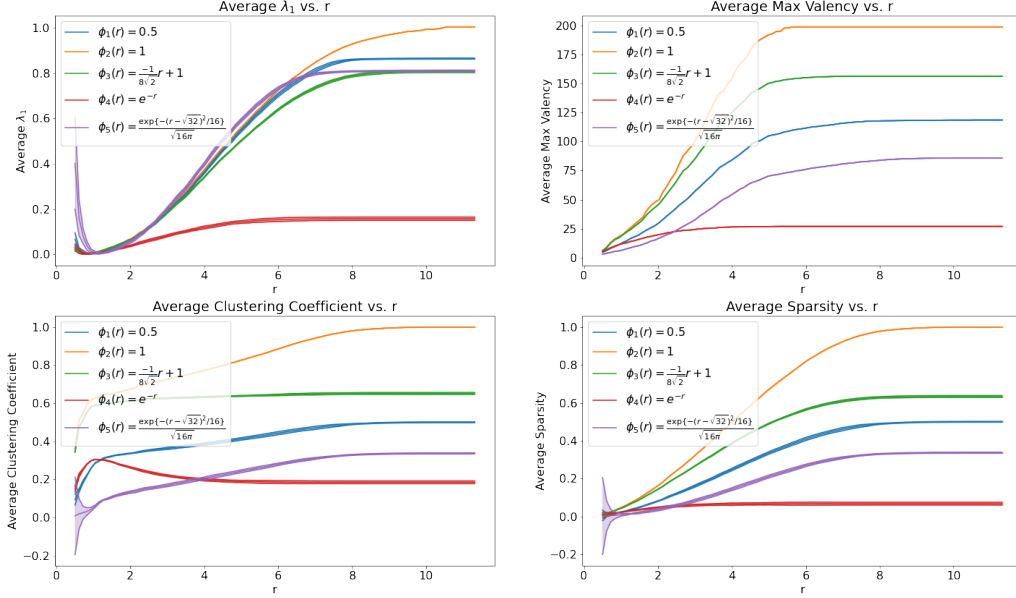 Average λ₁ vs. r
1.0
0.8
0.6
0.4
0.2
0.0
Average λ₁
ϕ₁(r) = 0.5
ϕ₂(r) = 1
ϕ₃(r) = −1/8√2 r + 1
ϕ₄(r) = e^−r
ϕ₅(r) = exp{−(r − √32)²/16}/√16π
0 2 4 6 8 10
r
Average Max Valency vs. r
200
175
150
125
100
75
50
25
0
Average Max Valency
ϕ₁(r) = 0.5
ϕ₂(r) = 1
ϕ₃(r) = −1/8√2 r + 1
ϕ₄(r) = e^−r
ϕ₅(r) = exp{−(r − √32)²/16}/√16π
0 2 4 6 8 10
r
Average Clustering Coefficient vs. r
1.0
0.8
0.6
0.4
0.2
0.0
−0.2
Average Clustering Coefficient
ϕ₁(r) = 0.5
ϕ₂(r) = 1
ϕ₃(r) = −1/8√2 r + 1
ϕ₄(r) = e^−r
ϕ₅(r) = exp{−(r − √32)²/16}/√16π
0 2 4 6 8 10
r
Average Sparsity vs. r
1.0
0.8
0.6
0.4
0.2
0.0
−0.2
Average Sparsity
ϕ₁(r) = 0.5
ϕ₂(r) = 1
ϕ₃(r) = −1/8√2 r + 1
ϕ₄(r) = e^−r
ϕ₅(r) = exp{−(r − √32)²/16}/√16π
0 2 4 6 8 10
r